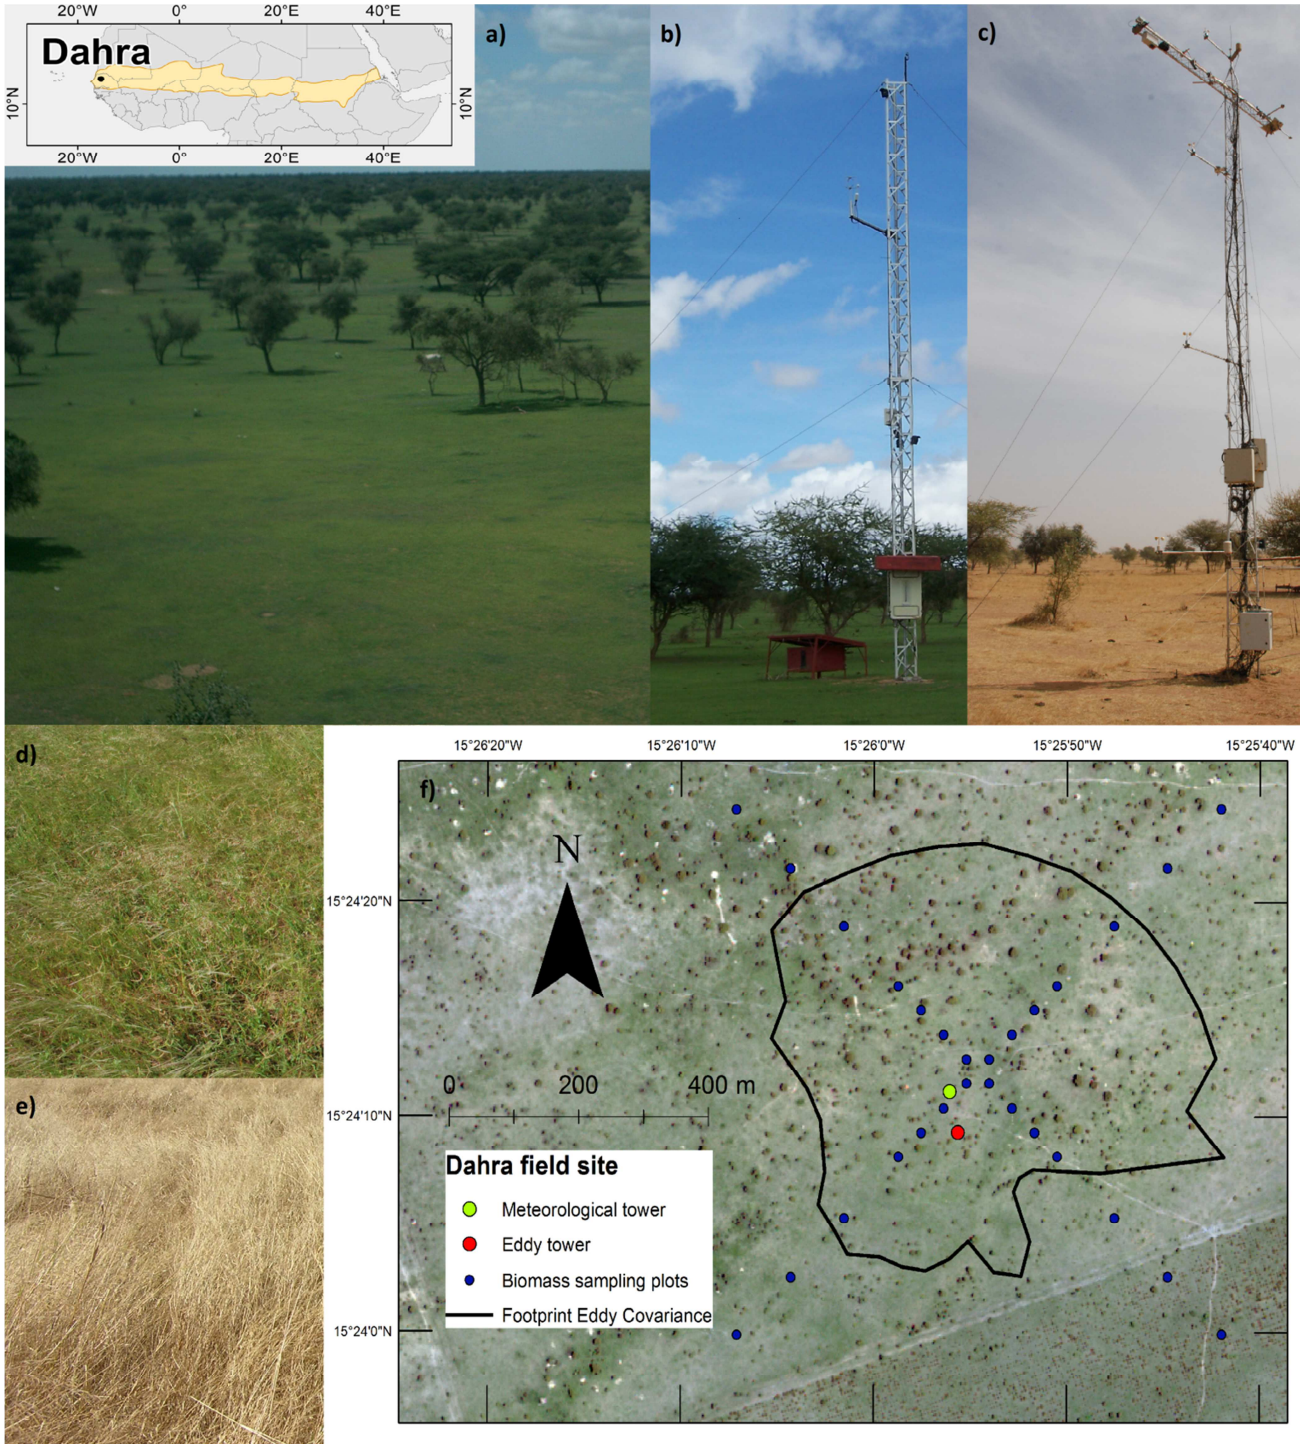 20°W 0° 20°E 40°E
Dahra
10°N 10°N
20°W 0° 20°E 40°E
a)
b)
c)
d)
e)
15°26'20"W 15°26'10"W 15°26'0"W 15°25'50"W 15°25'40"W
f)
N
15°24'20"N
0 200 400 m
15°24'10"N
Dahra field site
Meteorological tower
Eddy tower
Biomass sampling plots
Footprint Eddy Covariance
15°24'0"N